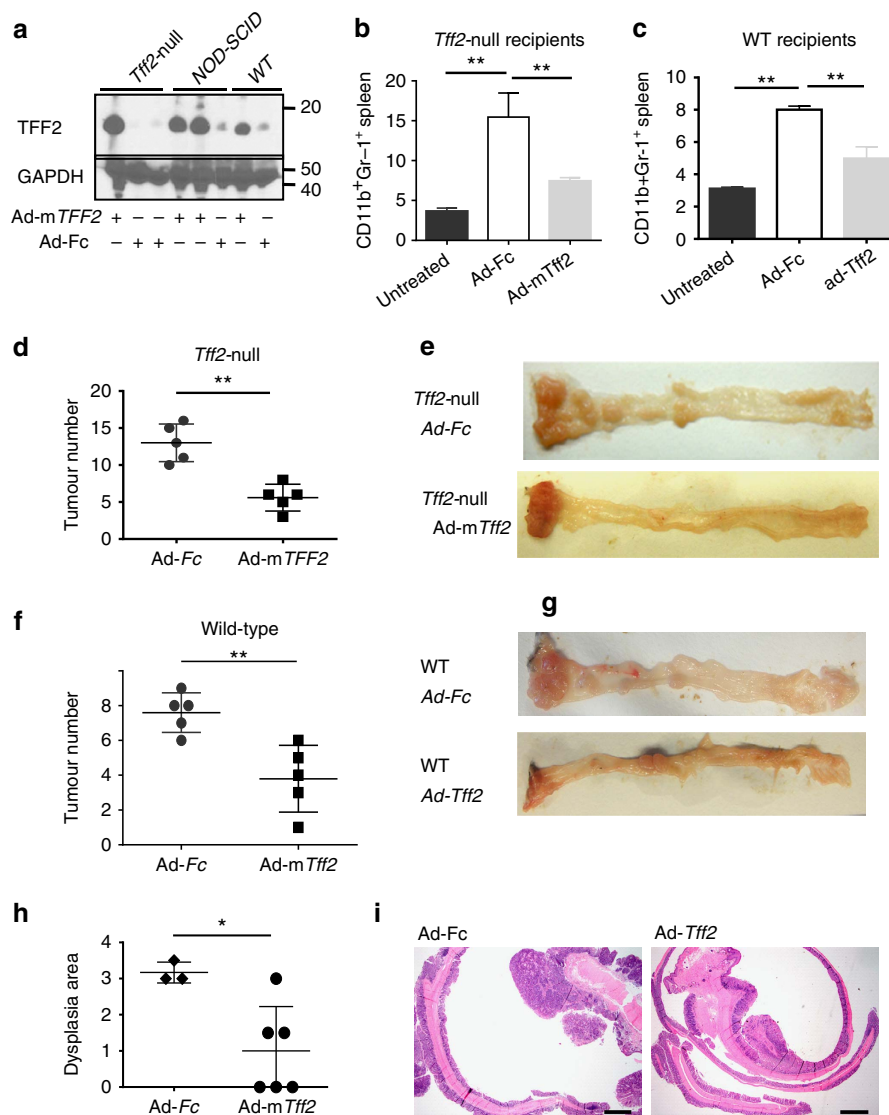 a
Tff2-null
NOD-SCID
WT
20
TFF2
GAPDH
50
40
Ad-mTFF2 + – – + + – + –
Ad-Fc – + + – – + – +
b
Tff2-null recipients
** **
CD11b+Gr–1+ spleen
20
15
10
5
0
Untreated
Ad-Fc
Ad-mTff2
c
WT recipients
** **
CD11b+Gr-1+ spleen
8
6
4
2
0
Untreated
Ad-Fc
ad-Tff2
d
Tff2-null
**
Tumour number
20
15
10
5
0
Ad-Fc Ad-mTFF2
e
Tff2-null
Ad-Fc
Tff2-null
Ad-mTff2
f
Wild-type
**
Tumour number
8
6
4
2
0
Ad-Fc Ad-mTff2
g
WT
Ad-Fc
WT
Ad-Tff2
h
*
Dysplasia area
4
3
2
1
0
Ad-Fc Ad-mTff2
i
Ad-Fc Ad-Tff2